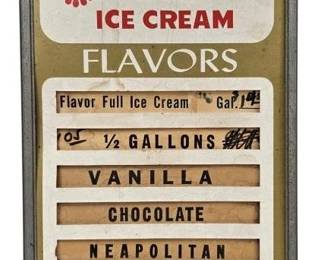 ICE CREAM
FLAVORS
Flavor Full Ice Cream Gal.
1/2 GALLONS
VANILLA
CHOCOLATE
NEAPOLITAN